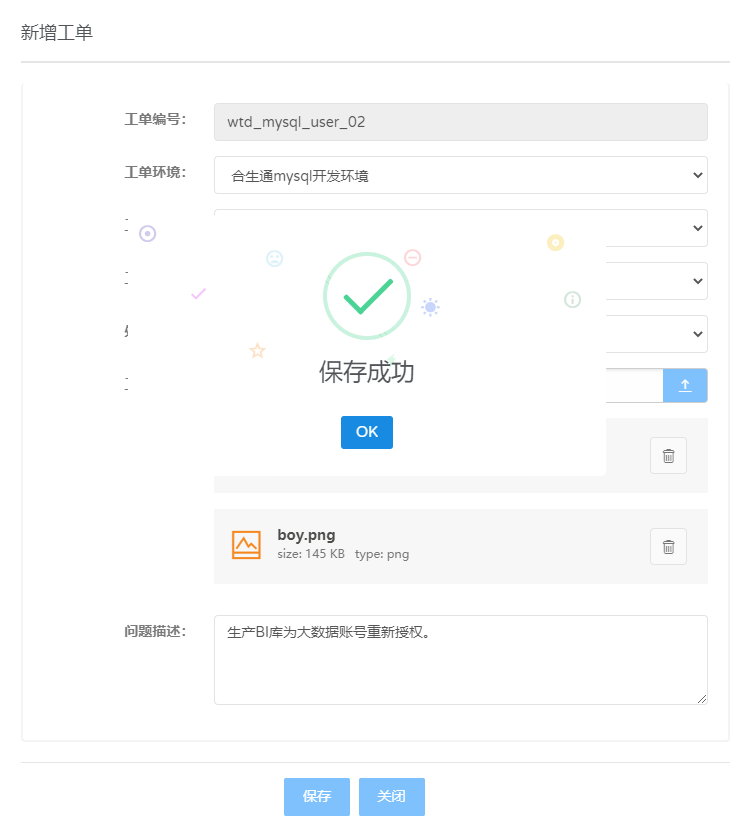 新增工单
工单编号:
wtd_mysql_user_02
工单环境:
合生通mysql开发环境
保存成功
OK
boy.png
size: 145 KB type: png
问题描述:
生产BI库为大数据账号重新授权。
保存 关闭